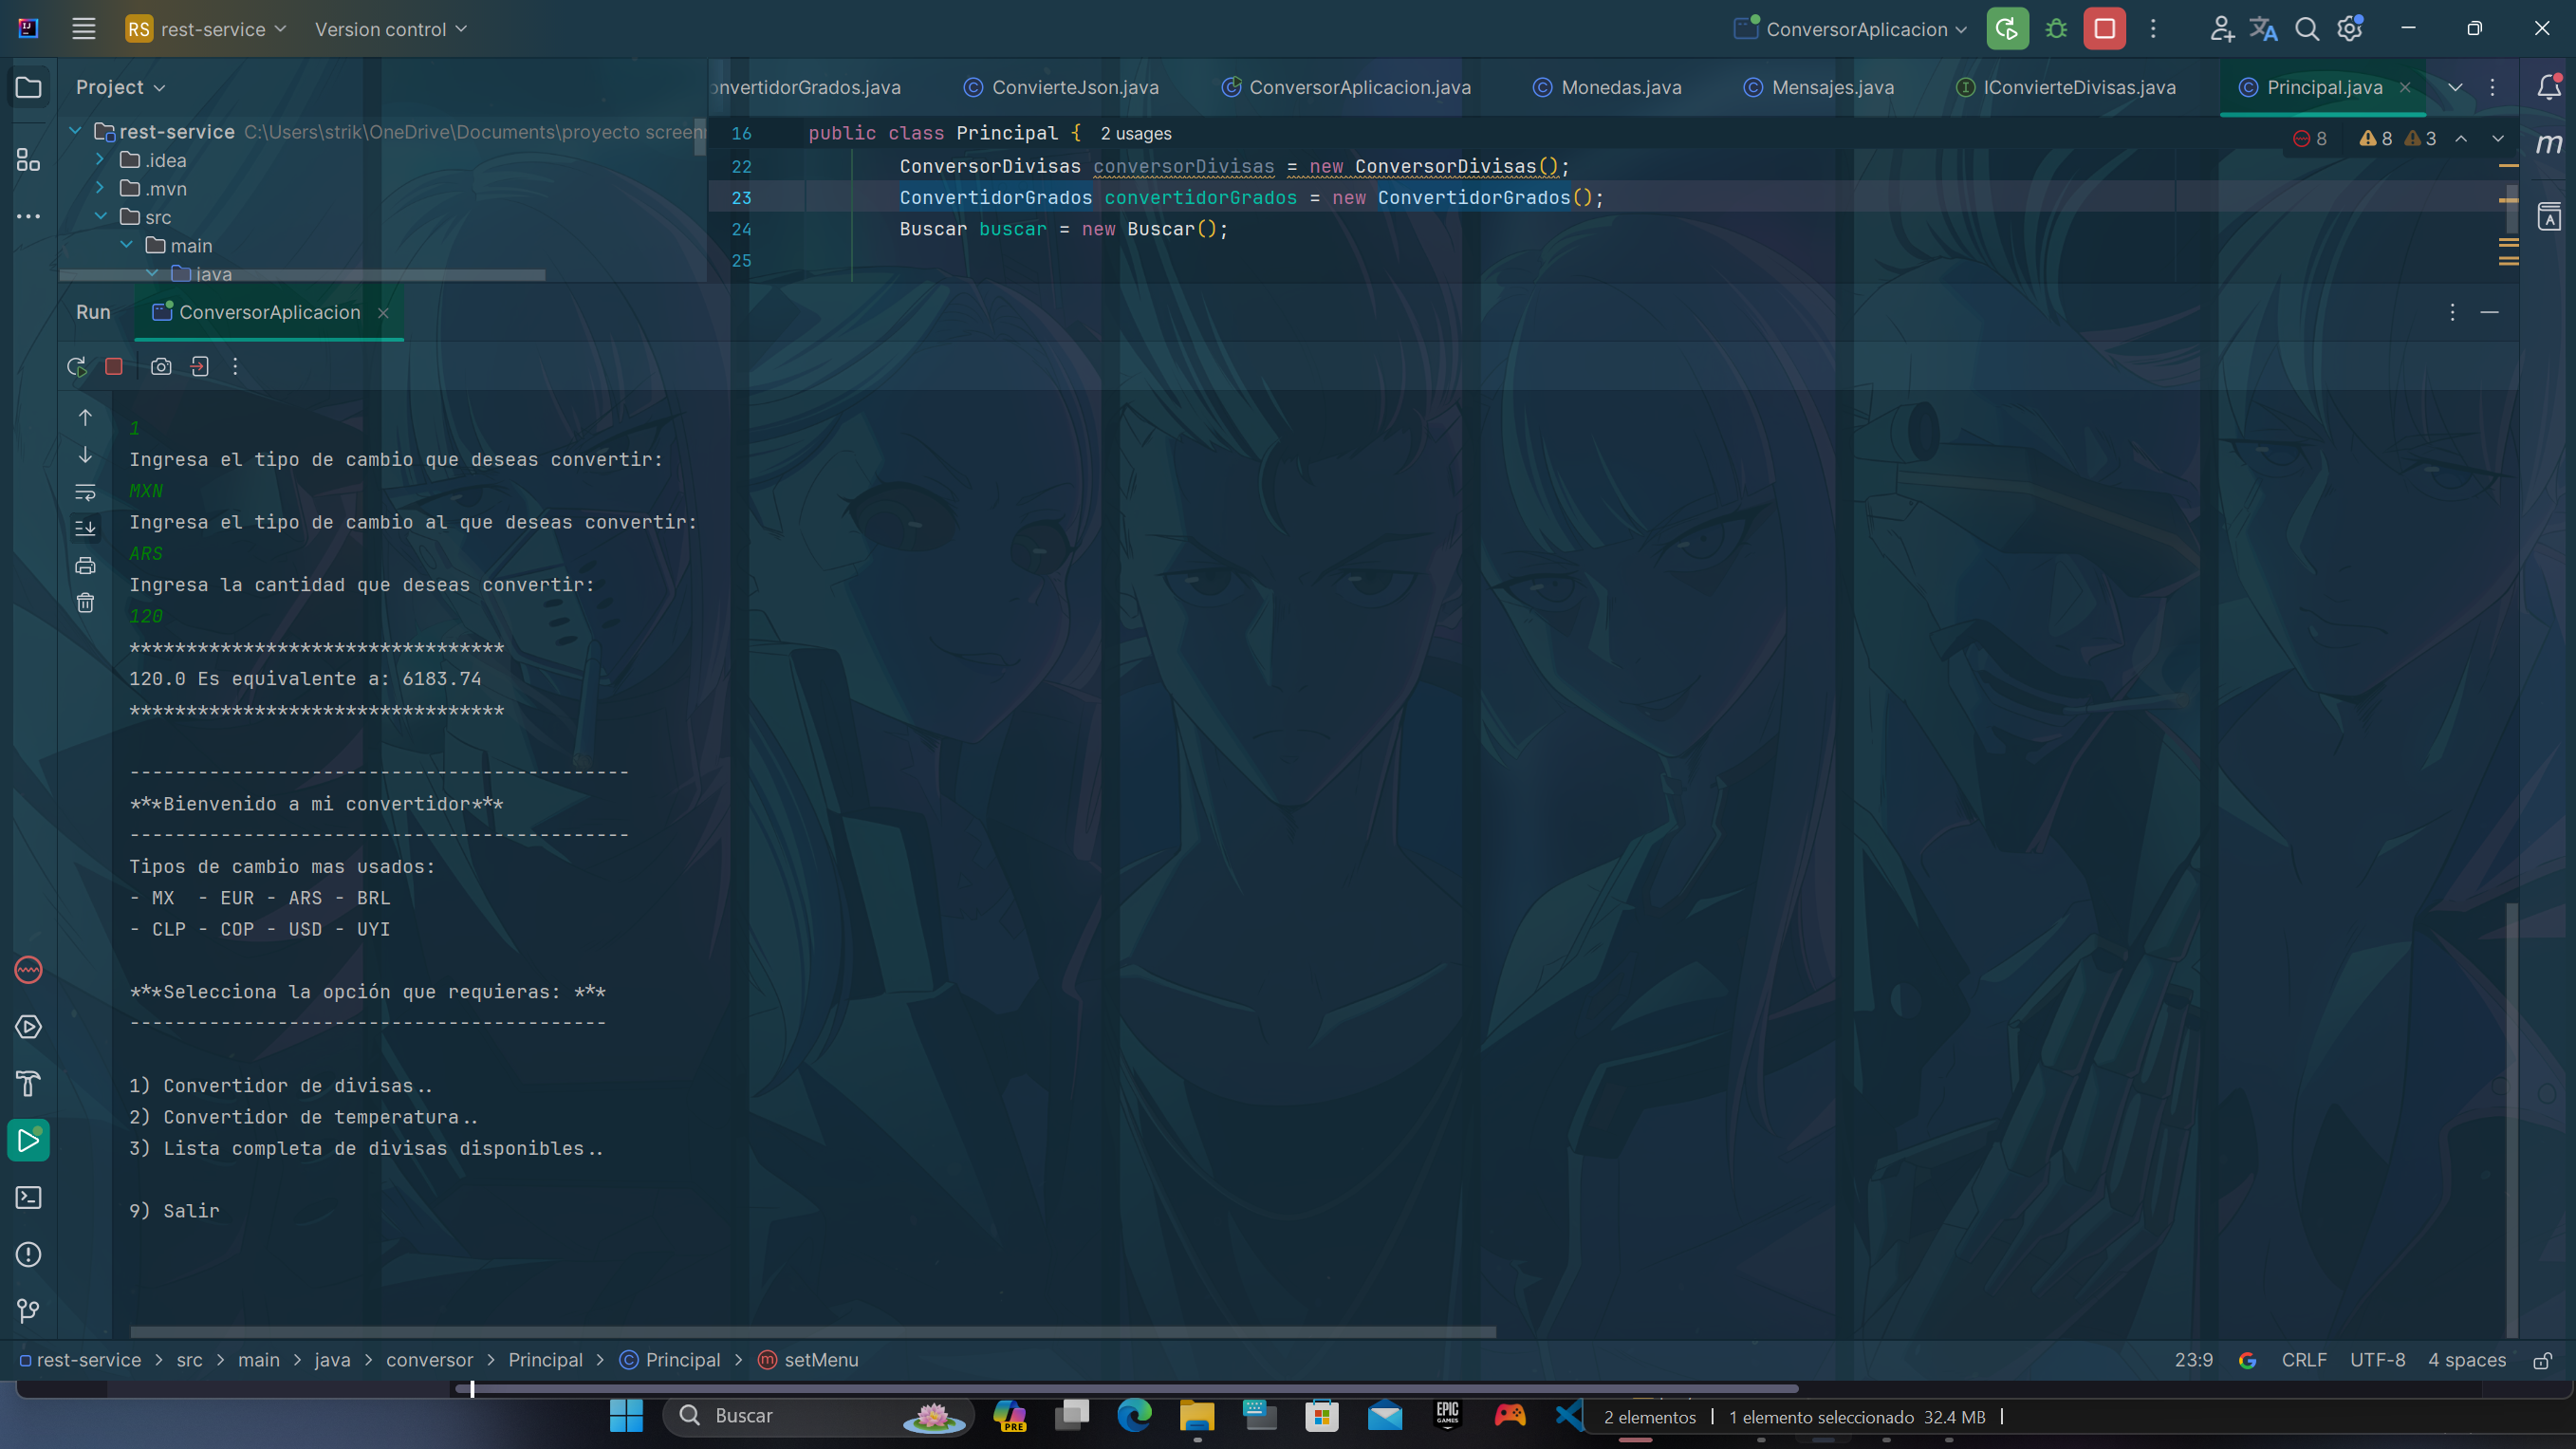 RS rest-service Version control ConversorAplicacion
Project
onvertidorGrados.java ConvierteJson.java ConversorAplicacion.java Monedas.java Mensajes.java IConvierteDivisas.java Principal.java
rest-service C:\Users\strik\OneDrive\Documents\proyecto screenm
.idea
.mvn
src
main
java
16 public class Principal { 2 usages
8 8 3
22 ConversorDivisas conversorDivisas = new ConversorDivisas();
23 ConvertidorGrados convertidorGrados = new ConvertidorGrados();
24 Buscar buscar = new Buscar();
25
Run ConversorAplicacion
1
Ingresa el tipo de cambio que deseas convertir:
MXN
Ingresa el tipo de cambio al que deseas convertir:
ARS
Ingresa la cantidad que deseas convertir:
120
*********************************
120.0 Es equivalente a: 6183.74
*********************************
--------------------------------------------
***Bienvenido a mi convertidor***
--------------------------------------------
Tipos de cambio mas usados:
- MX  - EUR - ARS - BRL
- CLP - COP - USD - UYI
***Selecciona la opción que requieras: ***
------------------------------------------
1) Convertidor de divisas..
2) Convertidor de temperatura..
3) Lista completa de divisas disponibles..
9) Salir
rest-service > src > main > java > conversor > Principal > Principal > setMenu
23:9 CRLF UTF-8 4 spaces
Buscar
PRE
EPIC GAMES
2 elementos | 1 elemento seleccionado 32.4 MB |